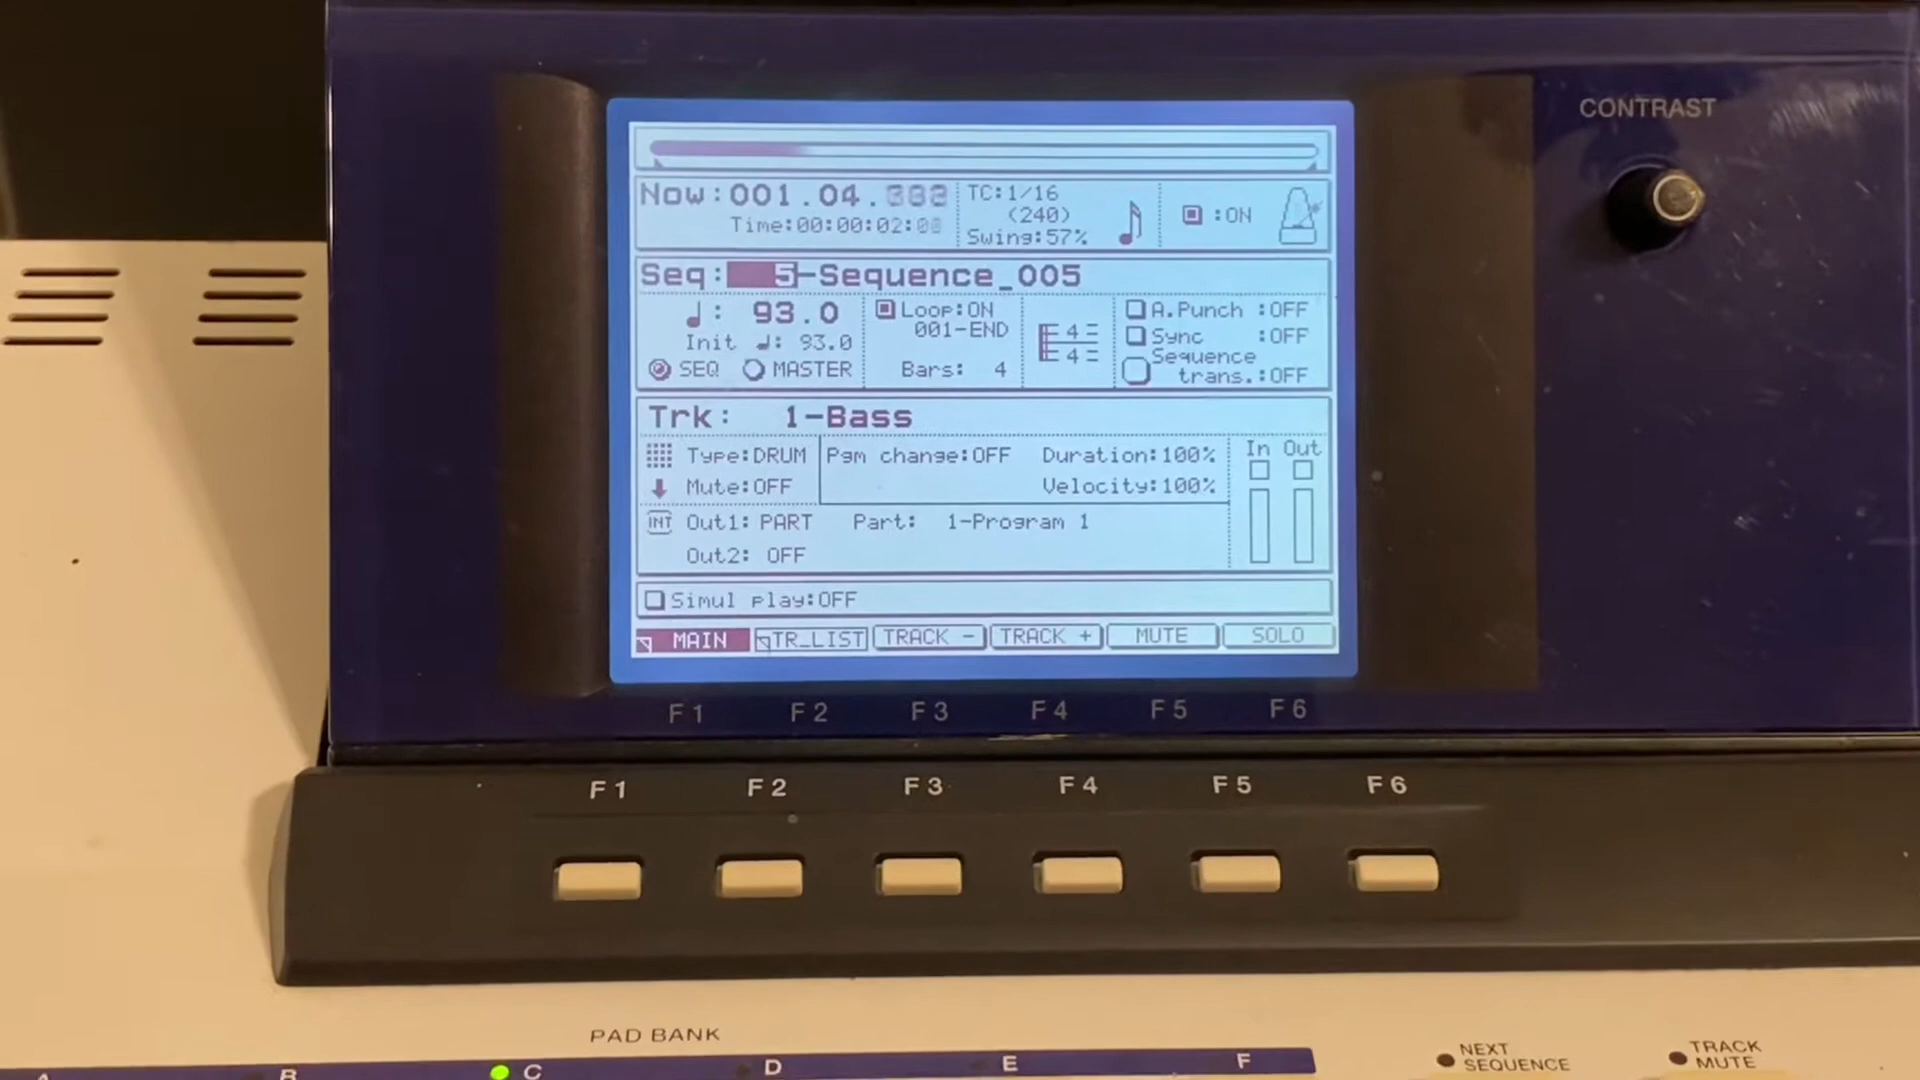 CONTRAST
Now:001.04.
Time:00:00:02:
TC:1/16
(240)
Swing:57%
:ON
Seq: 5-Sequence_005
: 93.0
Init : 93.0
SEQ MASTER
Loop:ON
001-END
Bars: 4
4
4
A.Punch :OFF
Sync :OFF
Sequence
trans.:OFF
Trk: 1-Bass
Type:DRUM
Mute:OFF
Pgm change:OFF
Duration:100%
Velocity:100%
In Out
INT Out1: PART Part: 1-Program 1
Out2: OFF
Simul play:OFF
MAIN TR_LIST TRACK - TRACK + MUTE SOLO
F1 F2 F3 F4 F5 F6
F1 F2 F3 F4 F5 F6
PAD BANK
A B C D E F
NEXT
SEQUENCE
TRACK
MUTE